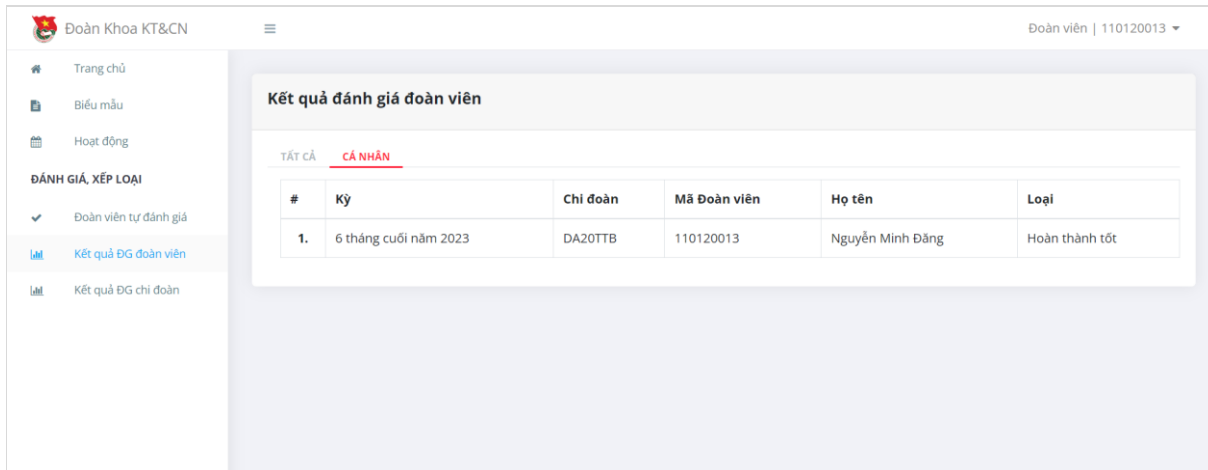 Đoàn Khoa KT&CN
Đoàn viên | 110120013
Trang chủ
Biểu mẫu
Hoạt động
ĐÁNH GIÁ, XẾP LOẠI
Đoàn viên tự đánh giá
Kết quả ĐG đoàn viên
Kết quả ĐG chi đoàn
Kết quả đánh giá đoàn viên
TẤT CẢ CÁ NHÂN
# Kỳ Chi đoàn Mã Đoàn viên Họ tên Loại
1. 6 tháng cuối năm 2023 DA20TTB 110120013 Nguyễn Minh Đăng Hoàn thành tốt